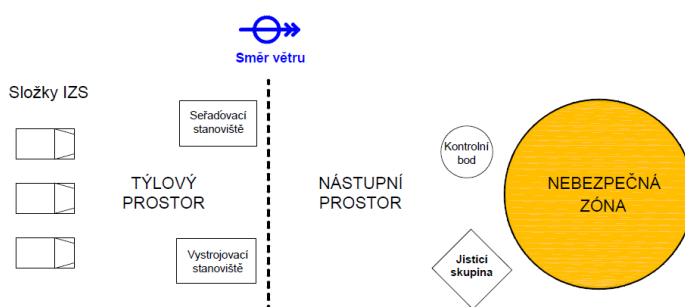 Směr větru
Složky IZS
Seřaďovací
stanoviště
TÝLOVÝ
PROSTOR
Vystrojovací
stanoviště
NÁSTUPNÍ
PROSTOR
Kontrolní
bod
Jistící
skupina
NEBEZPEČNÁ
ZÓNA